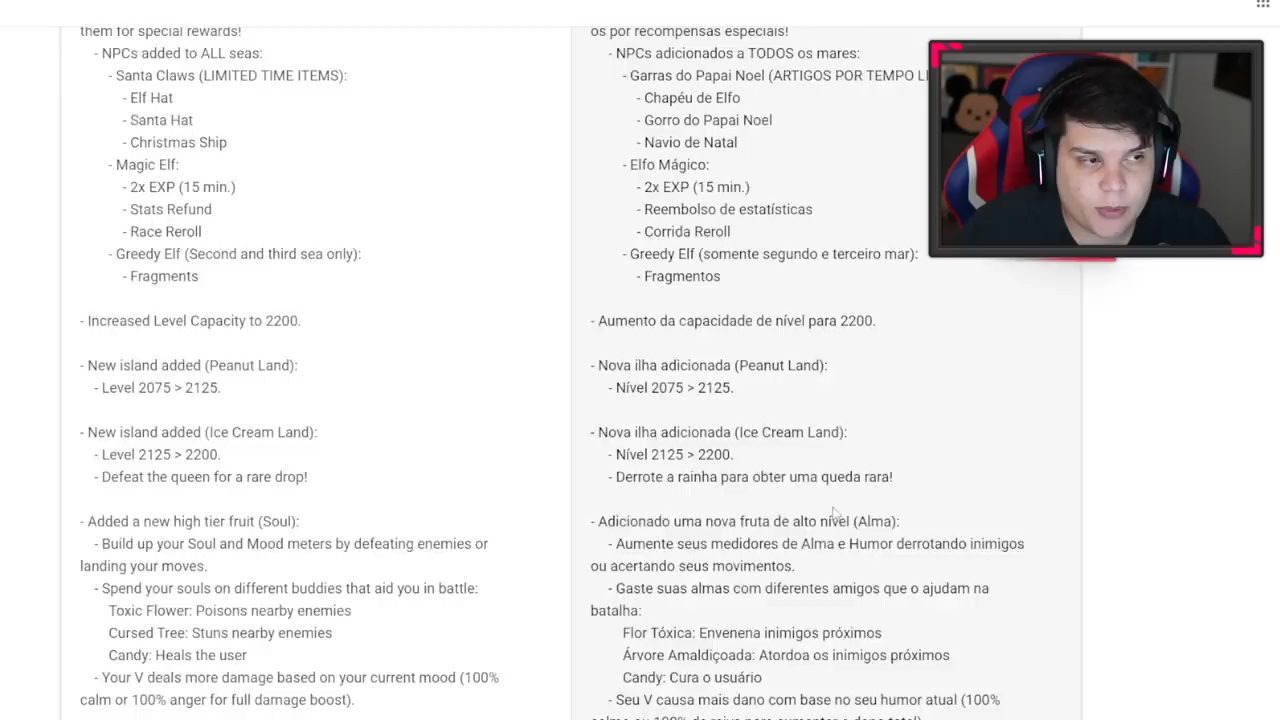 them for special rewards!
- NPCs added to ALL seas:
- Santa Claws (LIMITED TIME ITEMS):
- Elf Hat
- Santa Hat
- Christmas Ship
- Magic Elf:
- 2x EXP (15 min.)
- Stats Refund
- Race Reroll
- Greedy Elf (Second and third sea only):
- Fragments
- Increased Level Capacity to 2200.
- New island added (Peanut Land):
- Level 2075 > 2125.
- New island added (Ice Cream Land):
- Level 2125 > 2200.
- Defeat the queen for a rare drop!
- Added a new high tier fruit (Soul):
- Build up your Soul and Mood meters by defeating enemies or
landing your moves.
- Spend your souls on different buddies that aid you in battle:
Toxic Flower: Poisons nearby enemies
Cursed Tree: Stuns nearby enemies
Candy: Heals the user
- Your V deals more damage based on your current mood (100%
calm or 100% anger for full damage boost).
os por recompensas especiais!
- NPCs adicionados a TODOS os mares:
- Garras do Papai Noel (ARTIGOS POR TEMPO
- Chapéu de Elfo
- Gorro do Papai Noel
- Navio de Natal
- Elfo Mágico:
- 2x EXP (15 min.)
- Reembolso de estatísticas
- Corrida Reroll
- Greedy Elf (somente segundo e terceiro mar):
- Fragmentos
- Aumento da capacidade de nível para 2200.
- Nova ilha adicionada (Peanut Land):
- Nível 2075 > 2125.
- Nova ilha adicionada (Ice Cream Land):
- Nível 2125 > 2200.
- Derrote a rainha para obter uma queda rara!
- Adicionado uma nova fruta de alto nível (Alma):
- Aumente seus medidores de Alma e Humor derrotando inimigos
ou acertando seus movimentos.
- Gaste suas almas com diferentes amigos que o ajudam na
batalha:
Flor Tóxica: Envenena inimigos próximos
Árvore Amaldiçoada: Atordoa os inimigos próximos
Candy: Cura o usuário
- Seu V causa mais dano com base no seu humor atual (100%